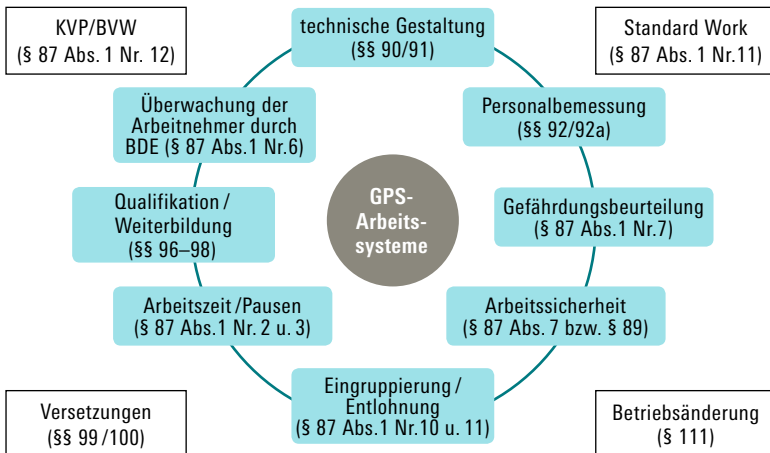 KVP/BVW
(§ 87 Abs. 1 Nr. 12)
technische Gestaltung
(§§ 90/91)
Standard Work
(§ 87 Abs. 1 Nr.11)
Überwachung der
Arbeitnehmer durch
BDE (§ 87 Abs.1 Nr.6)
Personalbemessung
(§§ 92/92a)
Qualifikation /
Weiterbildung
(§§ 96–98)
GPS-
Arbeits-
systeme
Gefährdungsbeurteilung
(§ 87 Abs.1 Nr.7)
Arbeitszeit /Pausen
(§ 87 Abs.1 Nr. 2 u. 3)
Arbeitssicherheit
(§ 87 Abs. 7 bzw. § 89)
Eingruppierung /
Entlohnung
(§ 87 Abs.1 Nr.10 u. 11)
Versetzungen
(§§ 99 /100)
Betriebsänderung
(§ 111)